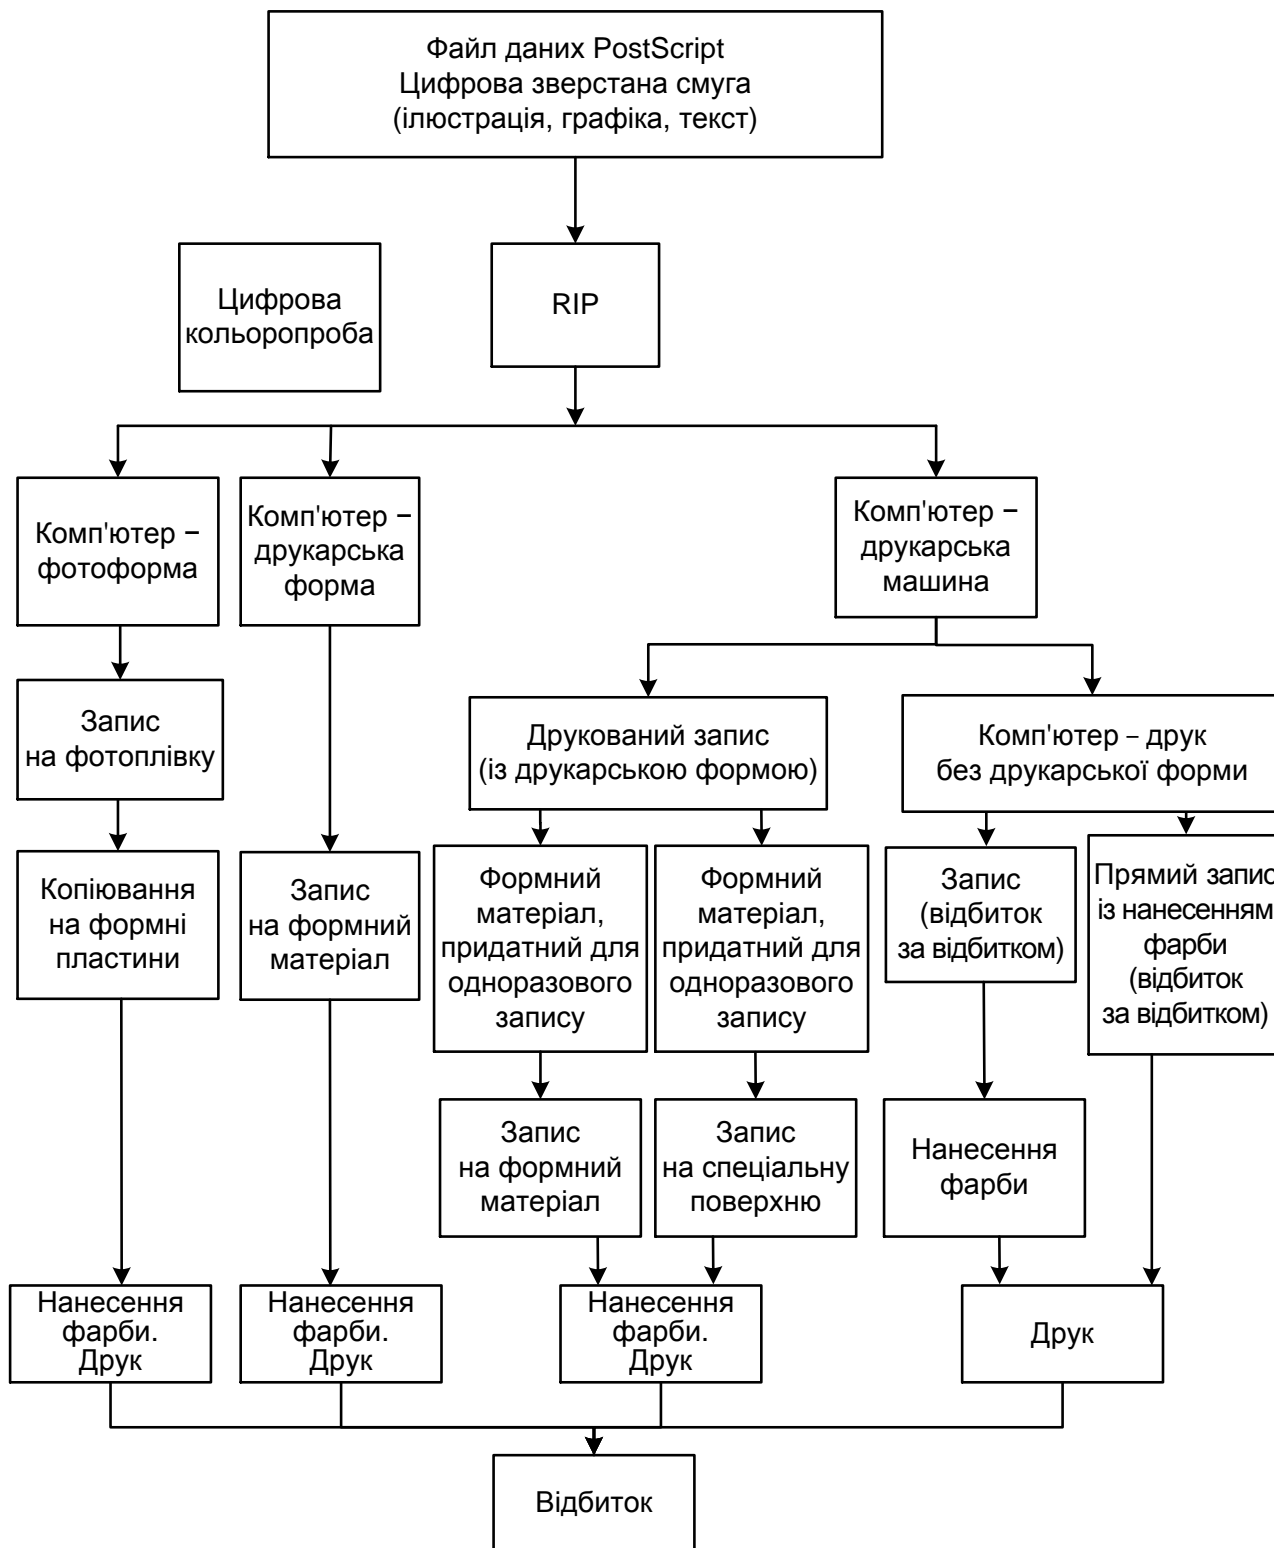 Файл даних PostScript
Цифрова зверстана смуга
(ілюстрація, графіка, текст)
Цифрова
кольоропроба
RIP
Комп'ютер –
фотоформа
Комп'ютер –
друкарська
форма
Комп'ютер –
друкарська
машина
Запис
на фотоплівку
Друкований запис
(із друкарською формою)
Комп'ютер – друк
без друкарської форми
Копіювання
на формні
пластини
Запис
на формний
матеріал
Формний
матеріал,
придатний для
одноразового
запису
Формний
матеріал,
придатний для
одноразового
запису
Запис
(відбиток
за відбитком)
Прямий запис
із нанесенням
фарби
(відбиток
за відбитком)
Запис
на формний
матеріал
Запис
на спеціальну
поверхню
Нанесення
фарби
Нанесення
фарби.
Друк
Нанесення
фарби.
Друк
Нанесення
фарби.
Друк
Друк
Відбиток